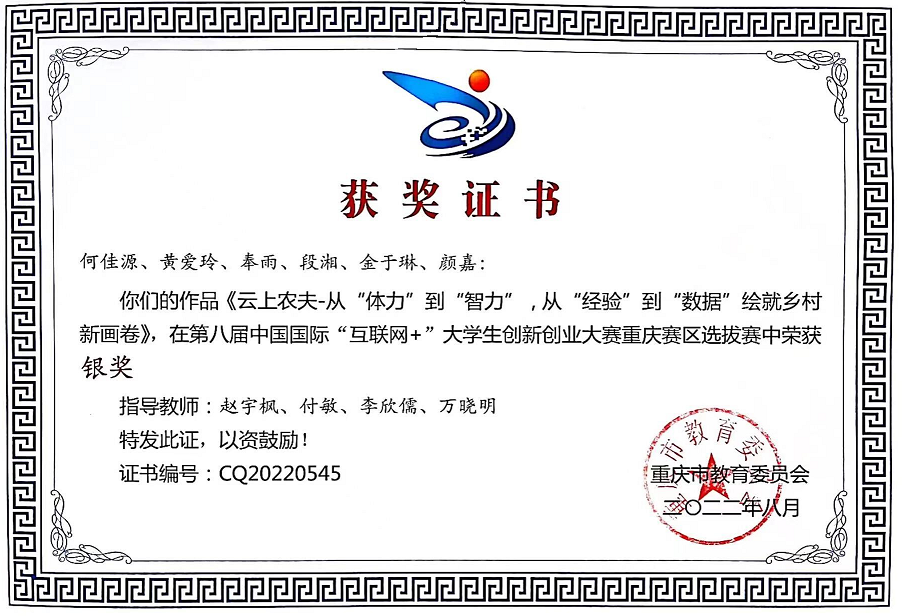 获奖证书
何佳源、黄爱玲、奉雨、段湘、金于琳、颜嘉：
你们的作品《云上农夫-从“体力”到“智力”，从“经验”到“数据”绘就乡村
新画卷》，在第八届中国国际“互联网+”大学生创新创业大赛重庆赛区选拔赛中荣获
银奖
指导教师：赵宇枫、付敏、李欣儒、万晓明
特发此证，以资鼓励！
证书编号：CQ20220545
重庆市教育委员会
二〇二二年八月
市教育委